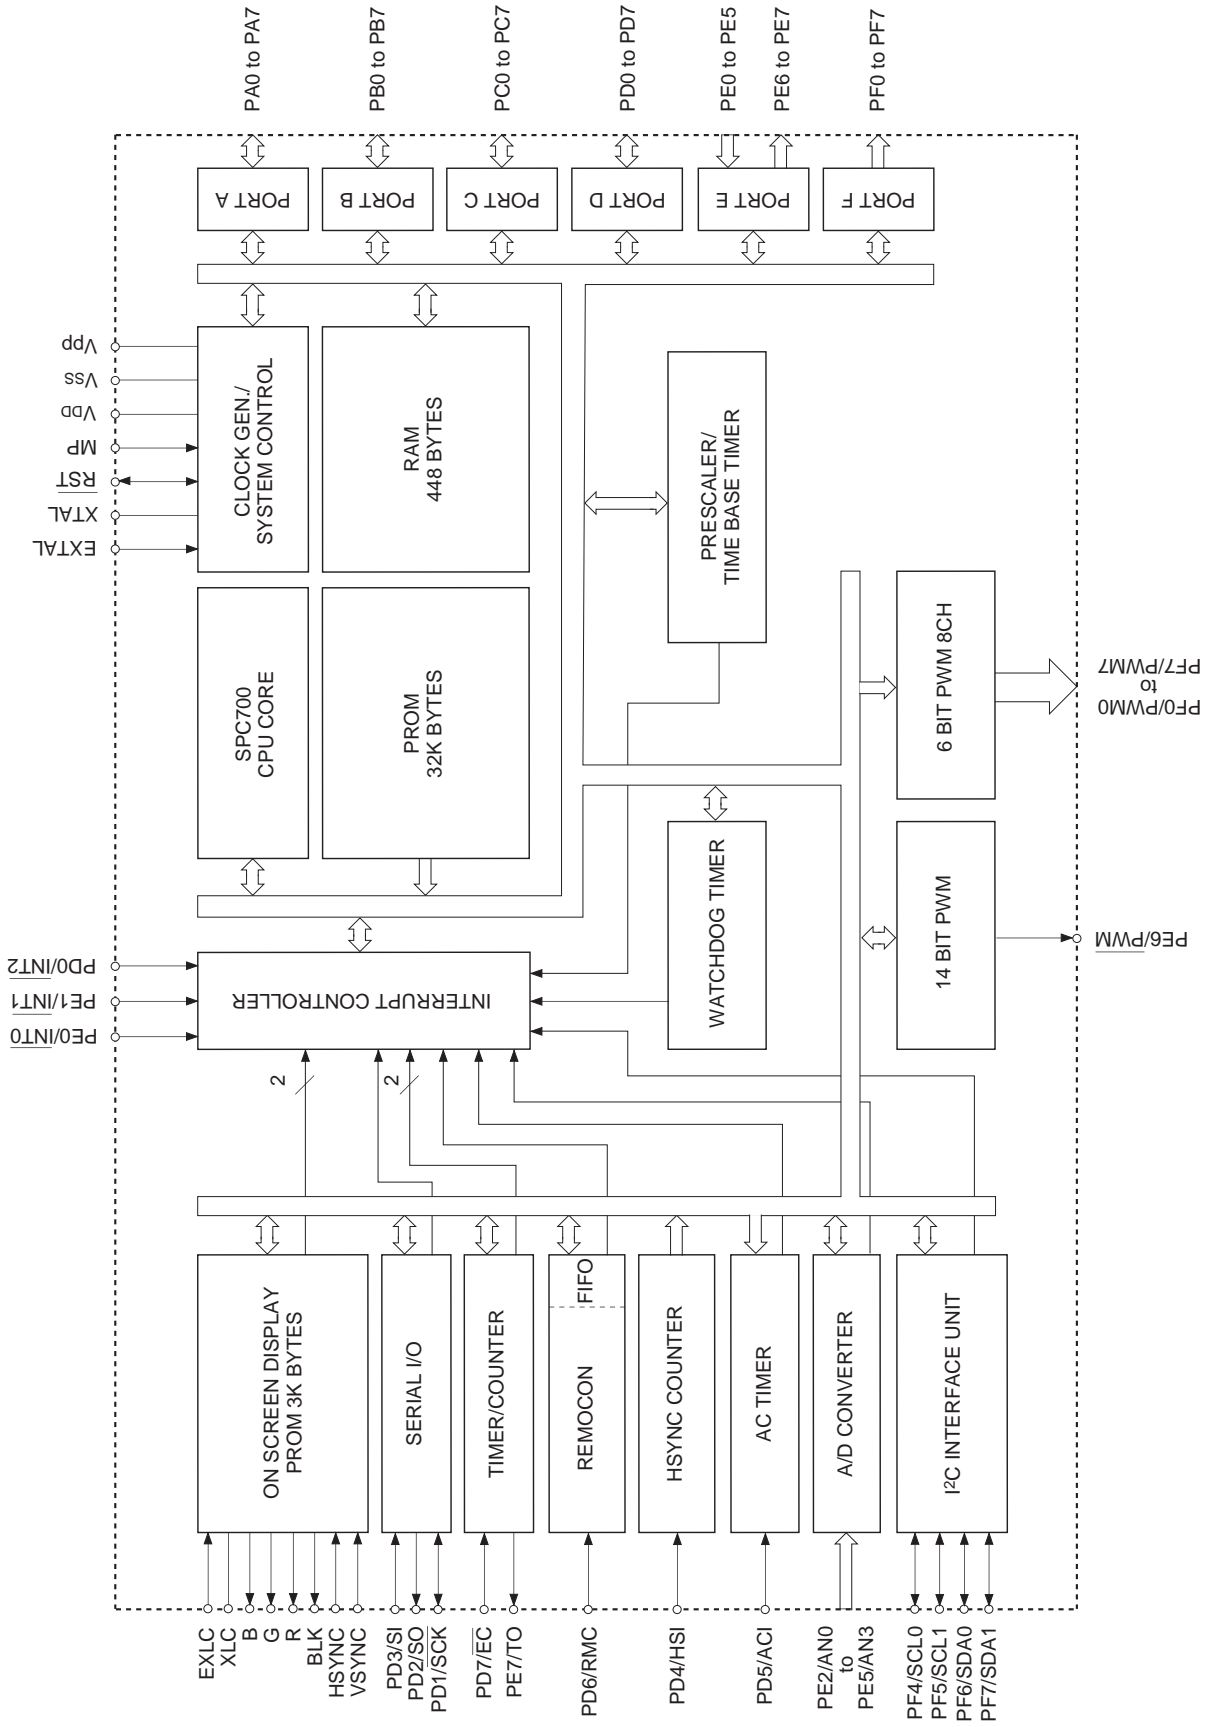 PA0 to PA7
PB0 to PB7
PC0 to PC7
PD0 to PD7
PE0 to PE5
PE6 to PE7
PF0 to PF7
PORT A
PORT B
PORT C
PORT D
PORT E
PORT F
Vpp
Vss
VDD
MP
RST
XTAL
EXTAL
CLOCK GEN./
SYSTEM CONTROL
RAM
448 BYTES
PRESCALER/
TIME BASE TIMER
SPC700
CPU CORE
PROM
32K BYTES
6 BIT PWM 8CH
PF0/PWM0
to
PF7/PWM7
WATCHDOG TIMER
14 BIT PWM
PE6/PWM
PD0/INT2
PE1/INT1
PE0/INT0
INTERRUPT CONTROLLER
2
2
ON SCREEN DISPLAY
PROM 3K BYTES
SERIAL I/O
TIMER/COUNTER
REMOCON
FIFO
HSYNC COUNTER
AC TIMER
A/D CONVERTER
I²C INTERFACE UNIT
EXLC
XLC
B
G
R
BLK
HSYNC
VSYNC
PD3/SI
PD2/SO
PD1/SCK
PD7/EC
PE7/TO
PD6/RMC
PD4/HSI
PD5/ACI
PE2/AN0
to
PE5/AN3
PF4/SCL0
PF5/SCL1
PF6/SDA0
PF7/SDA1